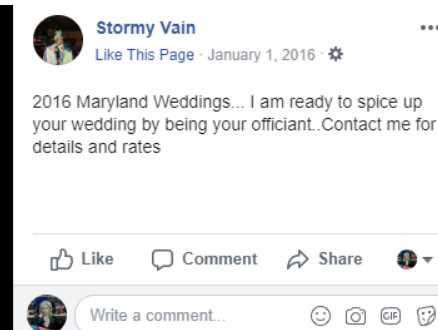 Stormy Vain
Like This Page · January 1, 2016 ·
2016 Maryland Weddings... I am ready to spice up
your wedding by being your officiant..Contact me for
details and rates
Like Comment Share
Write a comment... GIF